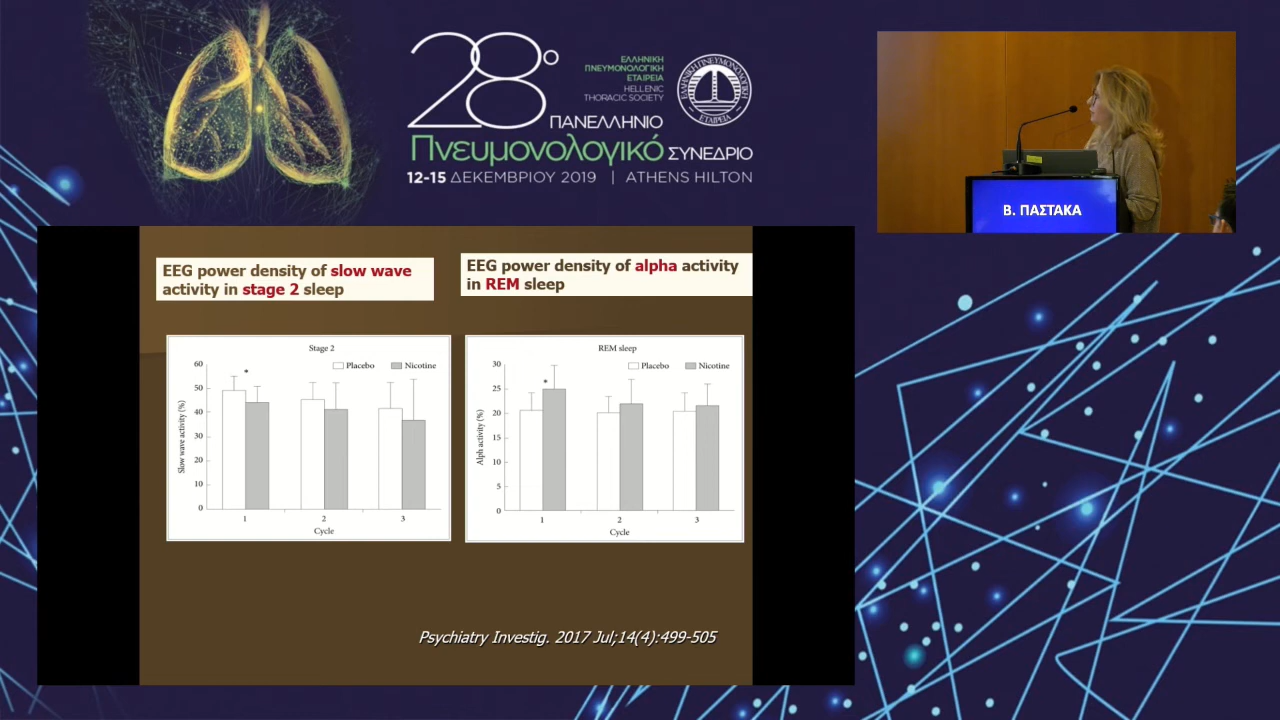 28ο
ΕΛΛΗΝΙΚΗ
ΠΝΕΥΜΟΝΟΛΟΓΙΚΗ
ΕΤΑΙΡΕΙΑ
HELLENIC
THORACIC SOCIETY
ΕΛΛΗΝΙΚΗ ΠΝΕΥΜΟΝΟΛΟΓΙΚΗ
ΕΤΑΙΡΕΙΑ
ΠΑΝΕΛΛΗΝΙΟ
Πνευμονολογικό ΣΥΝΕΔΡΙΟ
12-15 ΔΕΚΕΜΒΡΙΟΥ 2019 | ATHENS HILTON
Β. ΠΑΣΤΑΚΑ
EEG power density of slow wave
activity in stage 2 sleep
EEG power density of alpha activity
in REM sleep
Stage 2
Placebo Nicotine
Slow wave activity (%)
60
50
40
30
20
10
0
*
1 2 3
Cycle
REM sleep
Placebo Nicotine
Alph activity (%)
30
25
20
15
10
5
0
*
1 2 3
Cycle
Psychiatry Investig. 2017 Jul;14(4):499-505